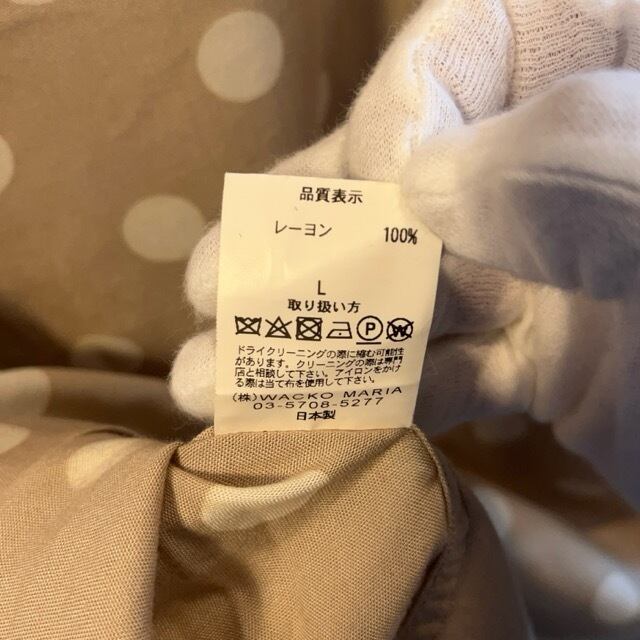 品質表示
レーヨン 100%
L
取り扱い方
P W
ドライクリーニングの際に縮む可能性
があります。クリーニングの際は専門
店と相談して下さい。アイロンをかけ
る際は当て布を使用して下さい。
(株)WACKO MARIA
03-5708-5277
日本製